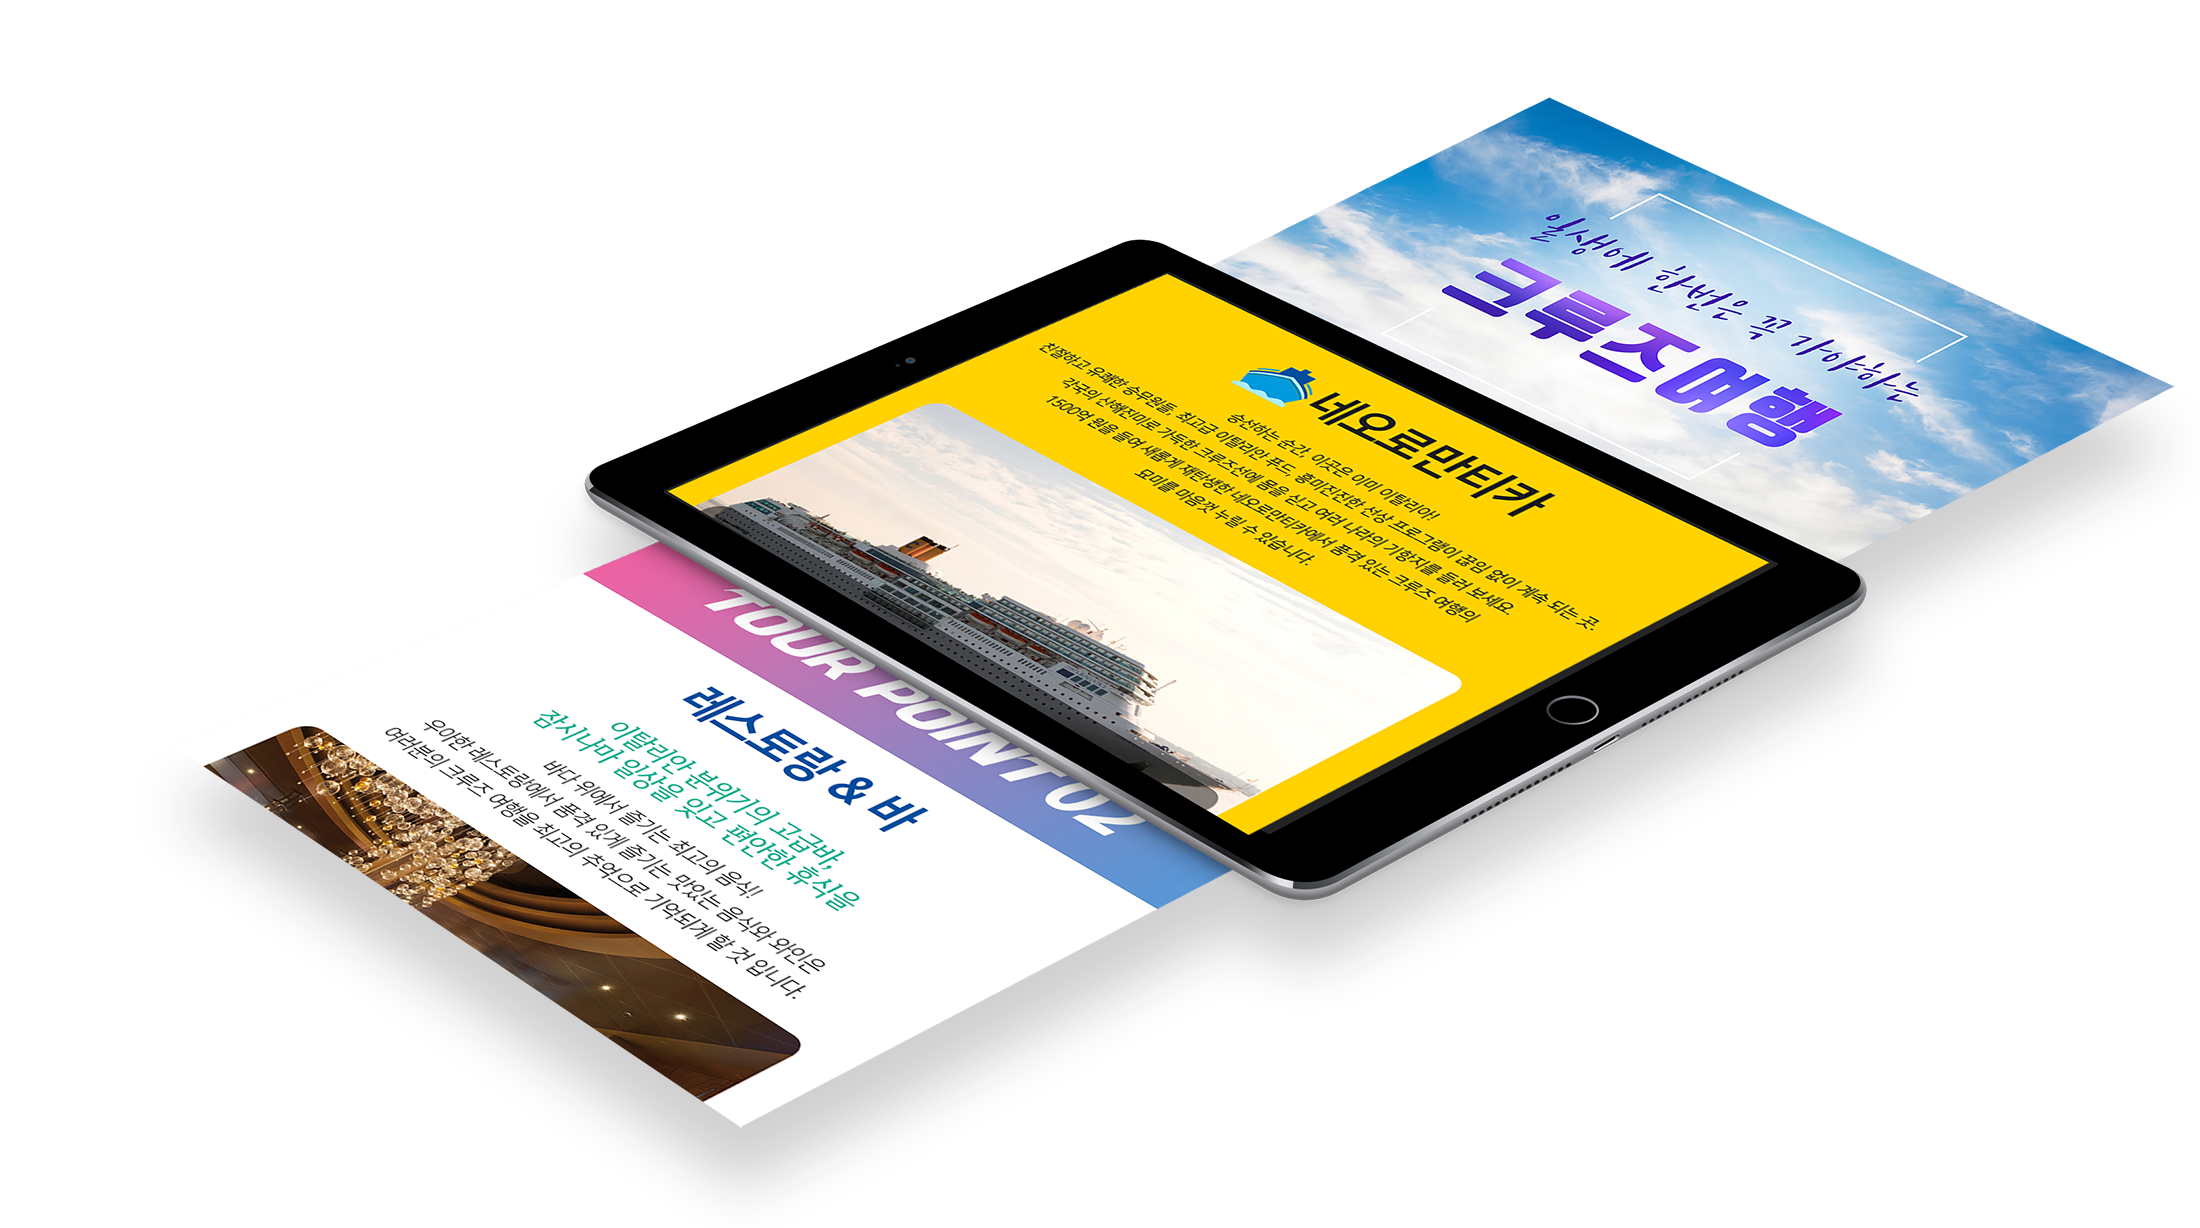 일생에 한번은 꼭 가야하는
크루즈여행
네오로만티카
승선하는 순간, 이곳은 이미 이탈리아!
친절하고 유쾌한 승무원들, 최고급 이탈리안 푸드, 흥미진진한 선상 프로그램이 끊임 없이 계속 되는 곳.
각국의 산해진미로 가득한 크루즈선에 몸을 싣고 여러 나라의 기항지를 들러 보세요.
1500억 원을 들여 새롭게 재탄생한 네오로만티카에서 품격 있는 크루즈 여행의
묘미를 마음껏 누릴 수 있습니다.
TOUR POINT 02
레스토랑 & 바
이탈리안 분위기의 고급바,
잠시나마 일상을 잊고 편안한 휴식을
바다 위에서 즐기는 최고의 음식!
우아한 레스토랑에서 품격 있게 즐기는 맛있는 음식와 와인은
여러분의 크루즈 여행을 최고의 추억으로 기억되게 할 것 입니다.